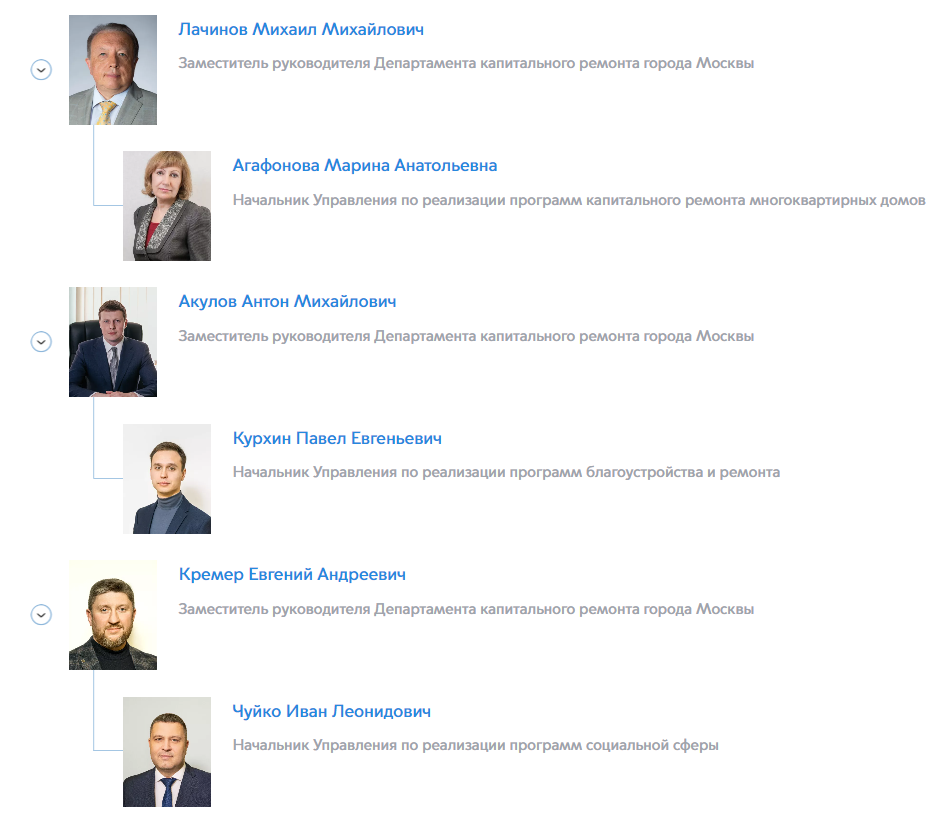 Лачинов Михаил Михайлович
Заместитель руководителя Департамента капитального ремонта города Москвы
Агафонова Марина Анатольевна
Начальник Управления по реализации программ капитального ремонта многоквартирных домов
Акулов Антон Михайлович
Заместитель руководителя Департамента капитального ремонта города Москвы
Курхин Павел Евгеньевич
Начальник Управления по реализации программ благоустройства и ремонта
Кремер Евгений Андреевич
Заместитель руководителя Департамента капитального ремонта города Москвы
Чуйко Иван Леонидович
Начальник Управления по реализации программ социальной сферы